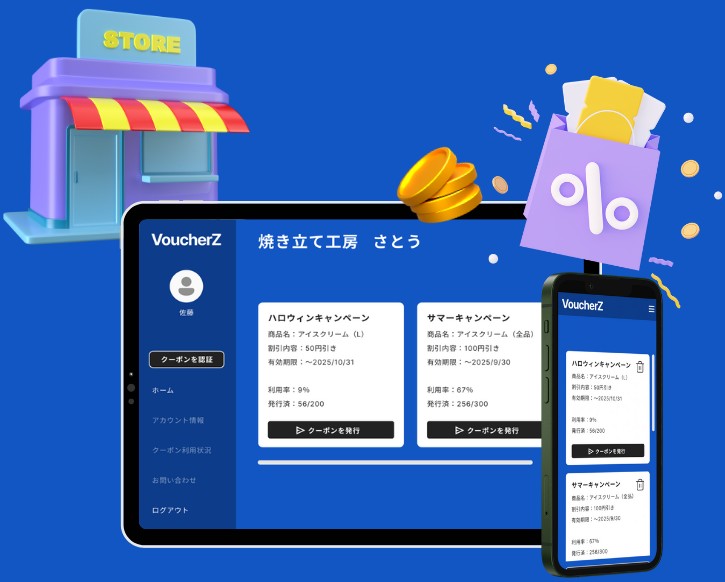 STORE
VoucherZ
佐藤
クーポンを認証
ホーム
アカウント情報
クーポン利用状況
お問い合わせ
ログアウト
焼き立て工房 さとう
ハロウィンキャンペーン
商品名：アイスクリーム（L）
割引内容：50円引き
有効期限：～2025/10/31
利用率：9%
発行済：56/200
クーポンを発行
サマーキャンペーン
商品名：アイスクリーム（全品）
割引内容：100円引き
有効期限：～2025/9/30
利用率：67%
発行済：256/300
クーポンを発行
%
VoucherZ
ハロウィンキャンペーン
商品名：アイスクリーム（L）
割引内容：50円引き
有効期限：～2025/10/31
利用率：9%
発行済：56/200
クーポンを発行
サマーキャンペーン
商品名：アイスクリーム（全品）
割引内容：100円引き
有効期限：～2025/9/30
利用率：67%
発行済：256/300